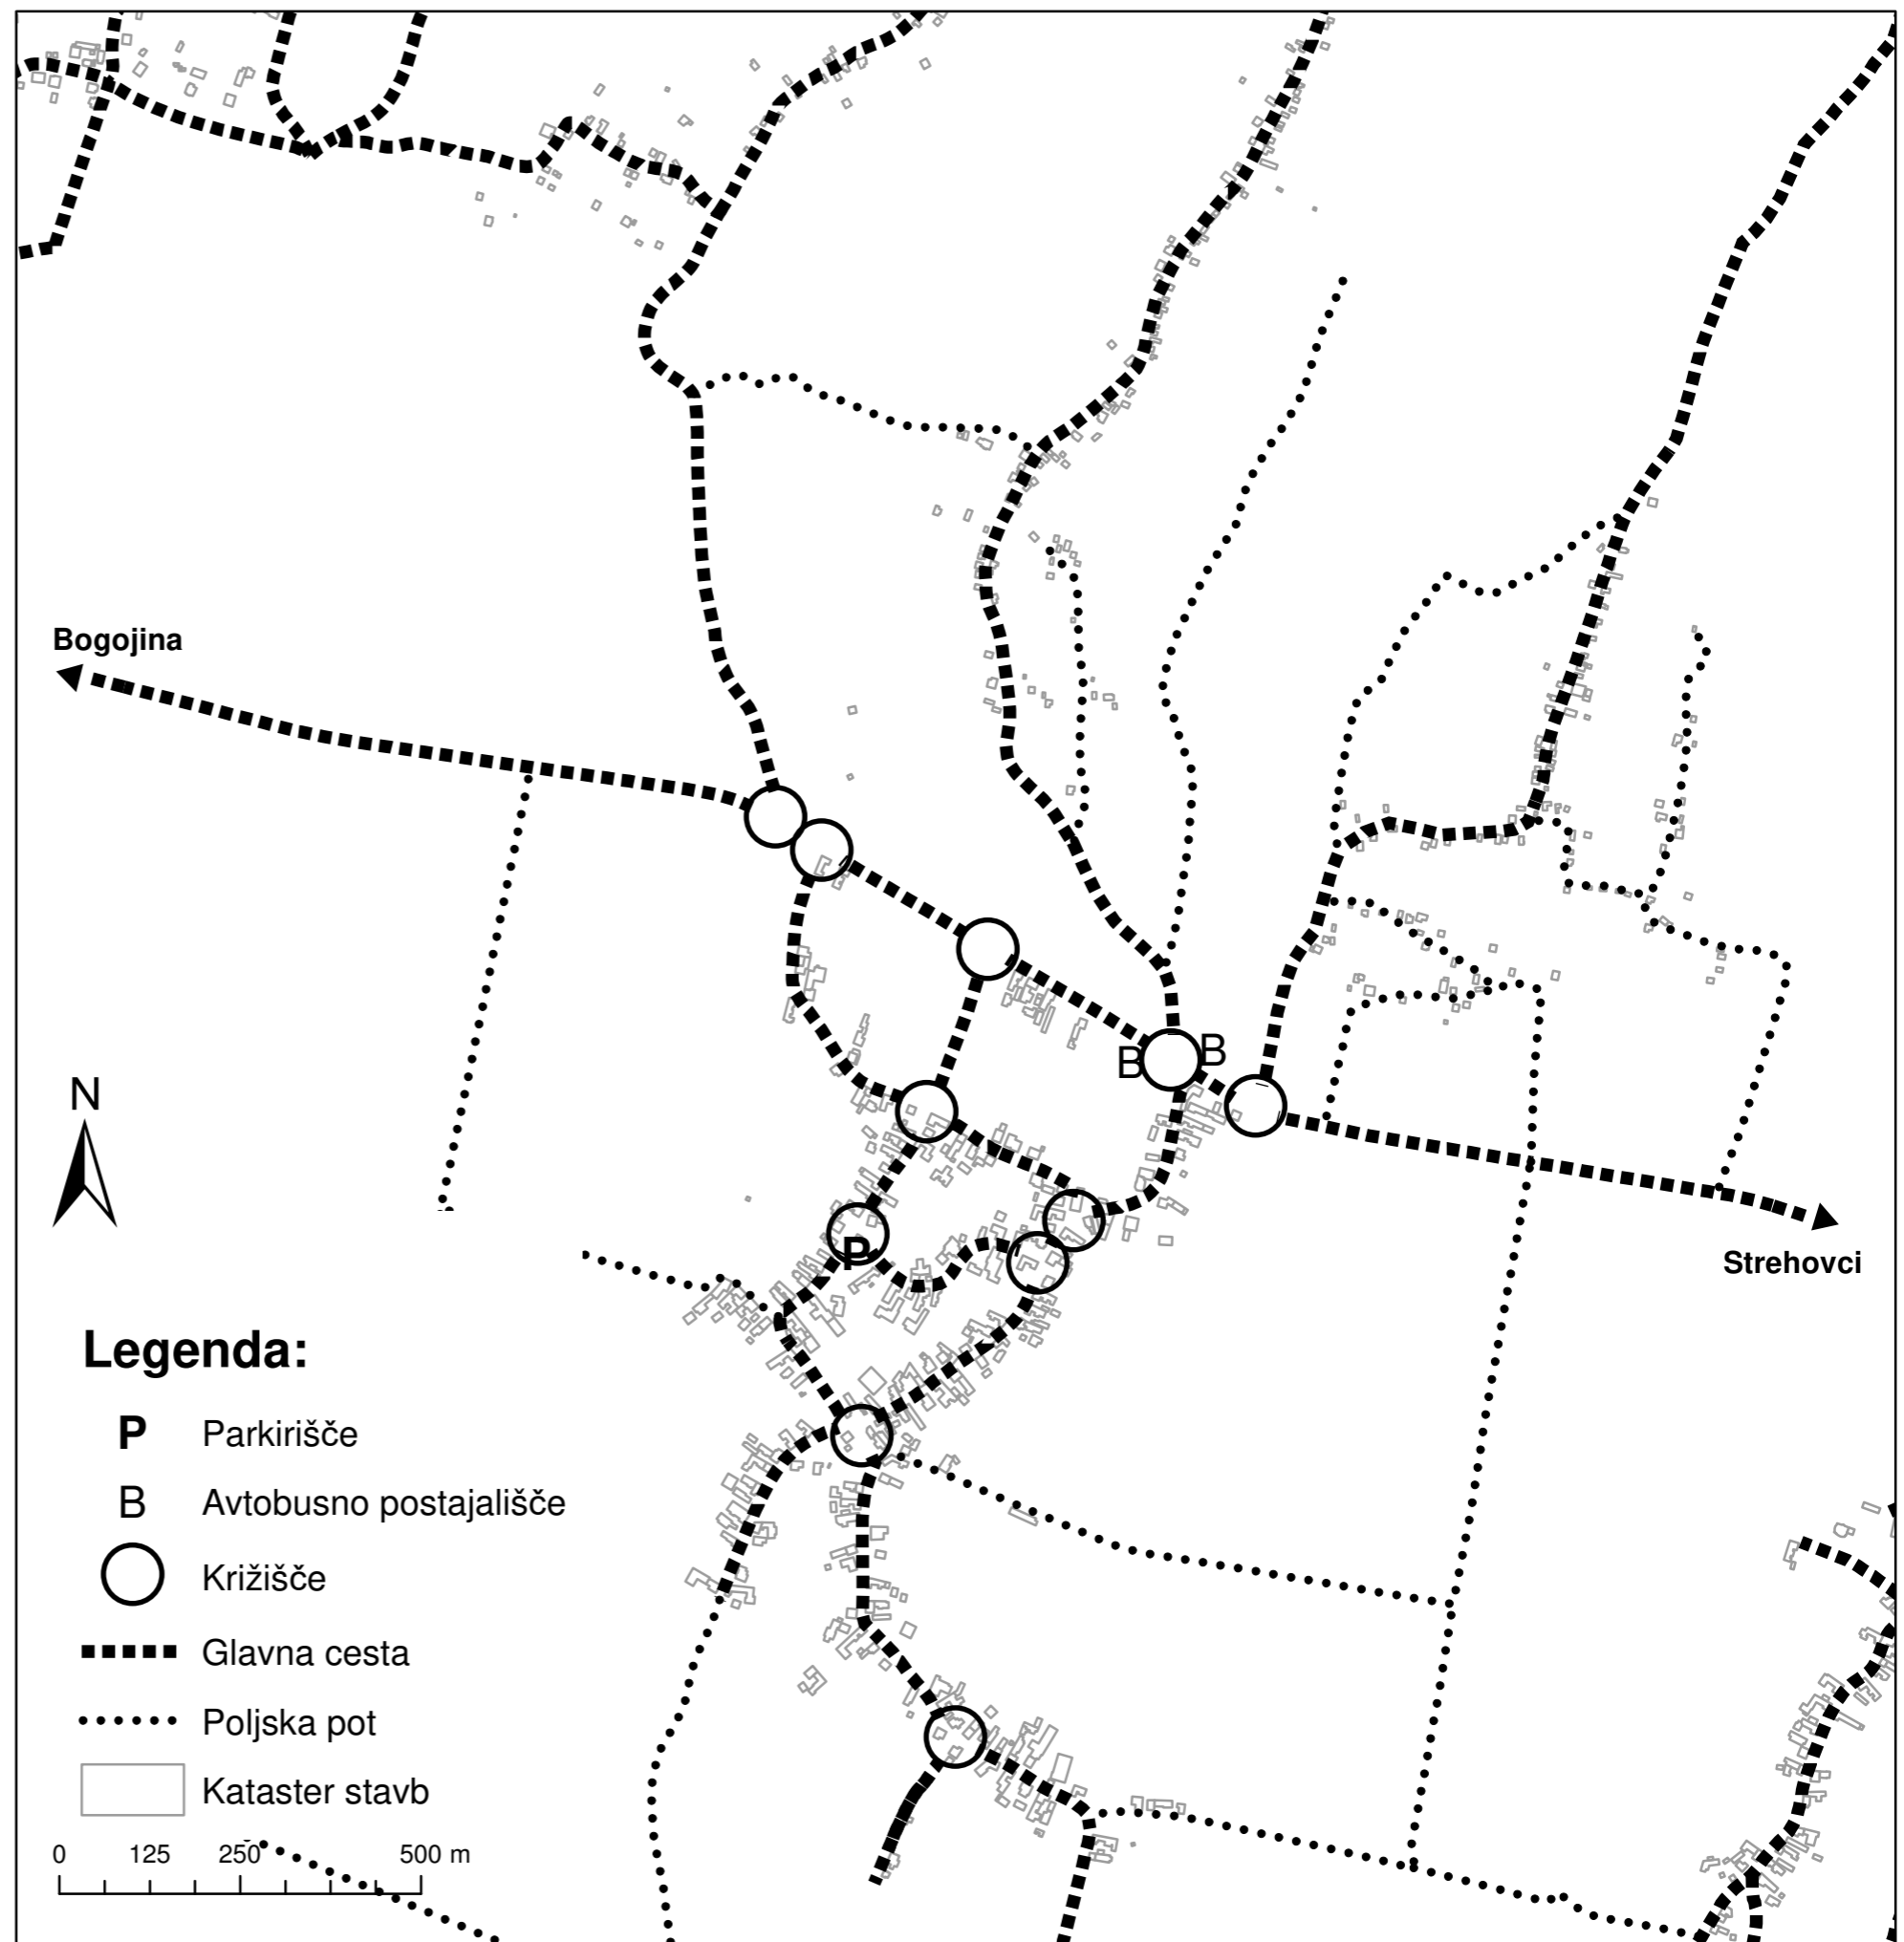 Bogojina
N
B
B
P
Strehovci
Legenda:
P Parkirišče
B Avtobusno postajališče
Križišče
Glavna cesta
Poljska pot
Kataster stavb
0 125 250 500 m